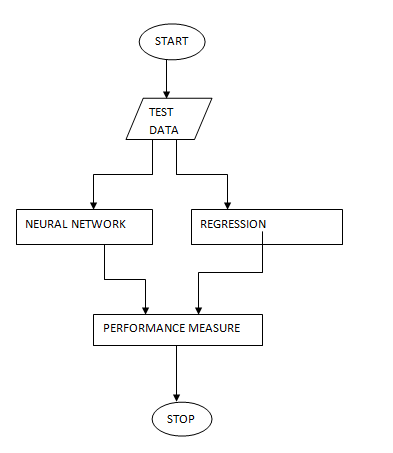 START
TEST
DATA
NEURAL NETWORK
REGRESSION
PERFORMANCE MEASURE
STOP